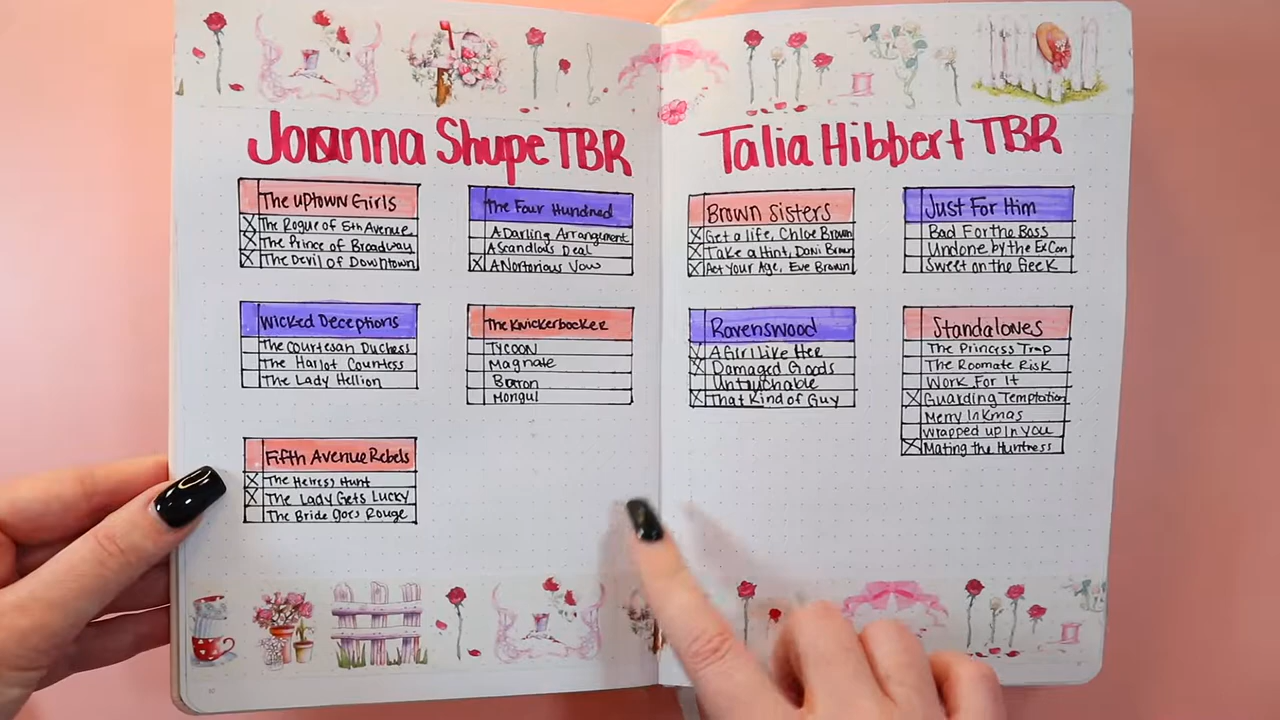 Joanna Shupe TBR
The Uptown Girls
X The Rogue of 5th Avenue
X The Prince of Broadway
X The Devil of Downtown
The Four Hundred
A Darling Arrangement
A Scandlous Deal
X A Notorious Vow
Wicked Deceptions
The Courtesan Duchess
The Harlot Countess
The Lady Hellion
The Knickerbocker
Tycoon
Magnate
Baron
Mongul
Fifth Avenue Rebels
X The Heiress Hunt
X The Lady Gets Lucky
The Bride Goes Rouge
Talia Hibbert TBR
Brown Sisters
X Get a life, Chloe Brown
X Take a Hint, Dani Brown
X Act Your Age, Eve Brown
Just For Him
Bad For the Boss
Undone by the Ex Con
Sweet on the Geek
Ravenswood
X A Girl Like Her
X Damaged Goods
Untouchable
X That Kind of Guy
Standalones
The Princess Trap
The Roomate Risk
Work For It
X Guarding Temptation
Merry Inkmas
Wrapped up In You
X Mating the Huntress